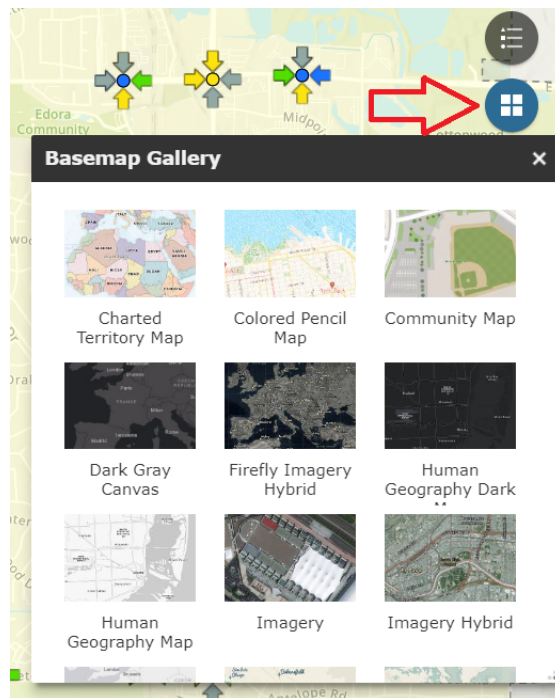 Edora
Community
Midpo
ottonwood
E
Basemap Gallery
×
Charted
Territory Map
Colored Pencil
Map
Community Map
Dark Gray
Canvas
Firefly Imagery
Hybrid
Human
Geography Dark
Human
Geography Map
Imagery
Imagery Hybrid
Antelope Rd